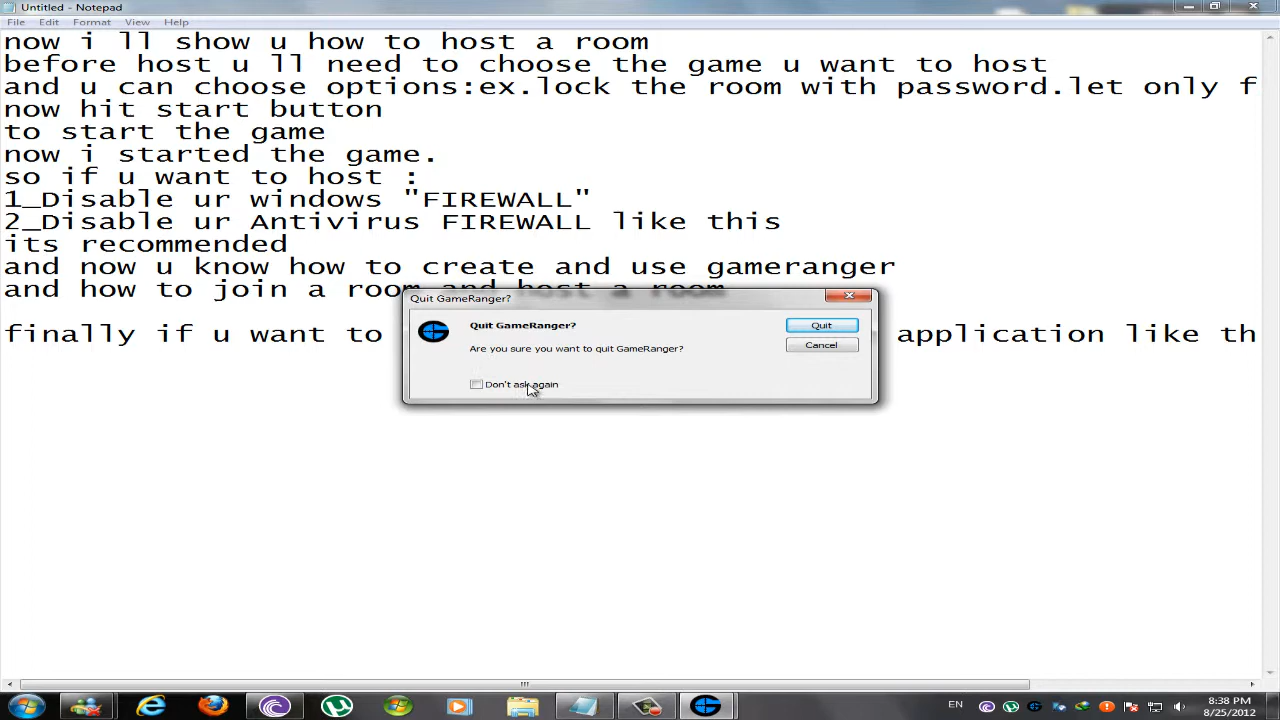 Untitled - Notepad
File Edit Format View Help
now i ll show u how to host a room
before host u ll need to choose the game u want to host
and u can choose options:ex.lock the room with password.let only f
now hit start button
to start the game
now i started the game.
so if u want to host :
1_Disable ur windows "FIREWALL"
2_Disable ur Antivirus FIREWALL like this
its recommended
and now u know how to create and use gameranger
and how to join a room and host a room
finally if u want to application like th
Quit GameRanger?
Quit GameRanger?
Are you sure you want to quit GameRanger?
Don't ask again
Quit
Cancel
EN
8:38 PM
8/25/2012